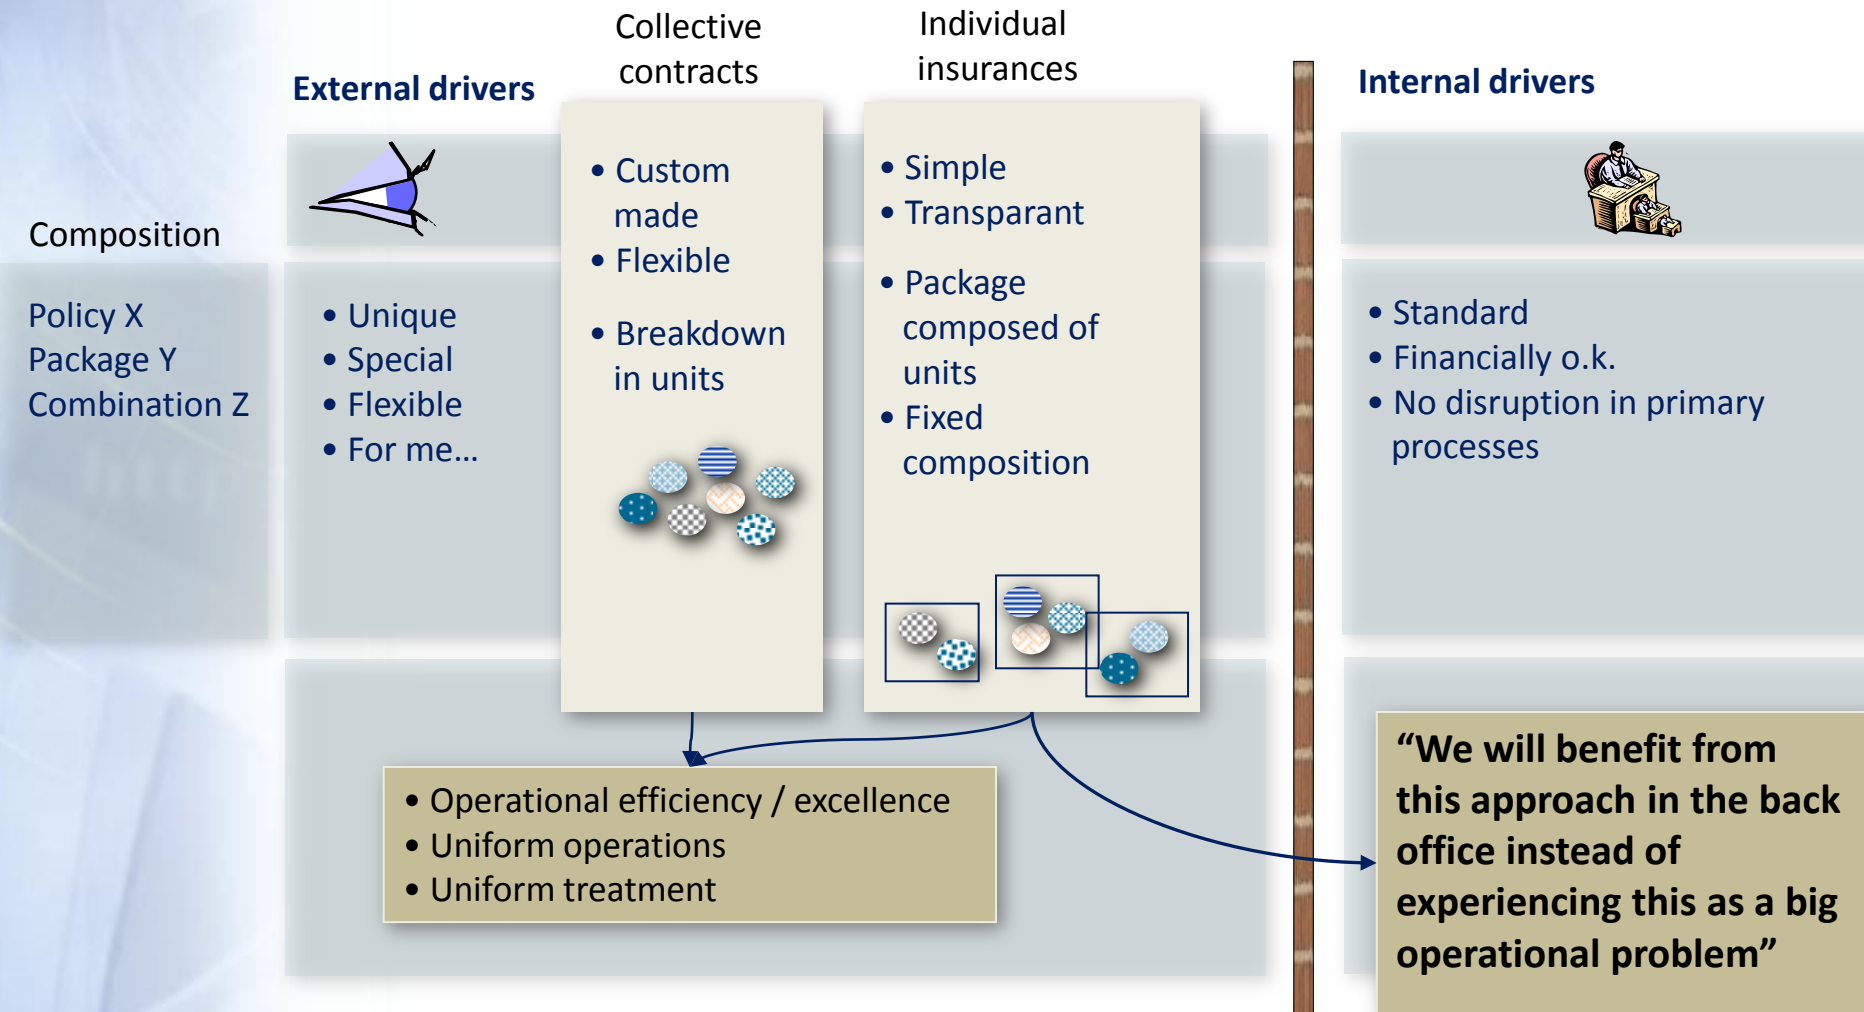 Collective
contracts
Individual
insurances
External drivers
Internal drivers
Composition
Policy X
Package Y
Combination Z
• Unique
• Special
• Flexible
• For me...
• Custom
made
• Flexible
• Breakdown
in units
• Simple
• Transparant
• Package
composed of
units
• Fixed
composition
• Standard
• Financially o.k.
• No disruption in primary
processes
• Operational efficiency / excellence
• Uniform operations
• Uniform treatment
“We will benefit from
this approach in the back
office instead of
experiencing this as a big
operational problem”
http